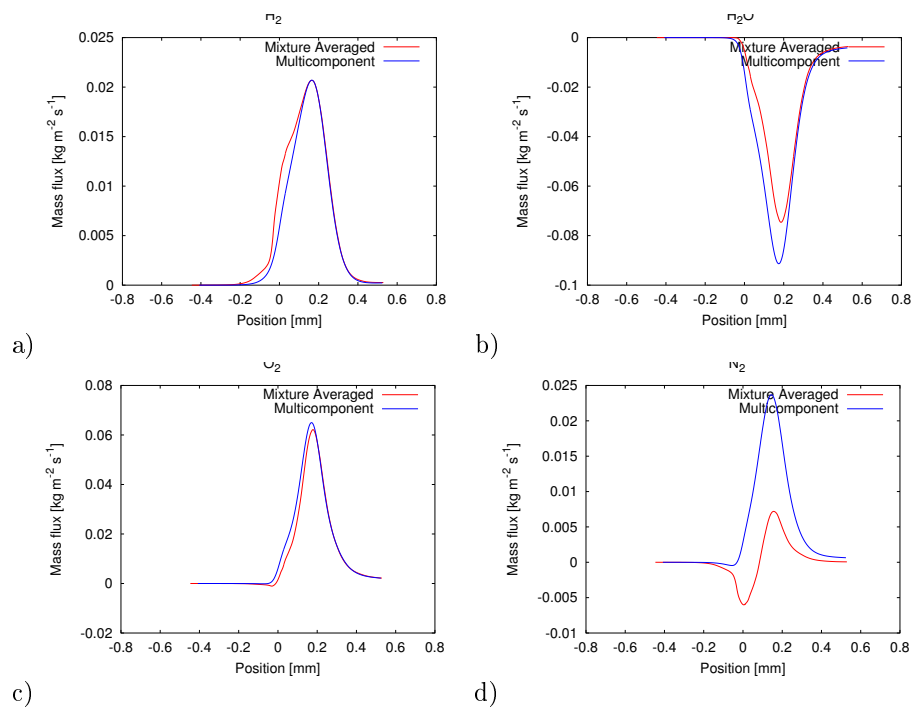 H2
0.025
0.02
0.015
0.01
0.005
0
Mass flux [kg m-2 s-1]
Mixture Averaged
Multicomponent
-0.8 -0.6 -0.4 -0.2 0 0.2 0.4 0.6 0.8
Position [mm]
a)
H2O
0
-0.02
-0.04
-0.06
-0.08
-0.1
Mass flux [kg m-2 s-1]
Mixture Averaged
Multicomponent
-0.8 -0.6 -0.4 -0.2 0 0.2 0.4 0.6 0.8
Position [mm]
b)
O2
0.08
0.06
0.04
0.02
0
-0.02
Mass flux [kg m-2 s-1]
Mixture Averaged
Multicomponent
-0.8 -0.6 -0.4 -0.2 0 0.2 0.4 0.6 0.8
Position [mm]
c)
N2
0.025
0.02
0.015
0.01
0.005
0
-0.005
-0.01
Mass flux [kg m-2 s-1]
Mixture Averaged
Multicomponent
-0.8 -0.6 -0.4 -0.2 0 0.2 0.4 0.6 0.8
Position [mm]
d)